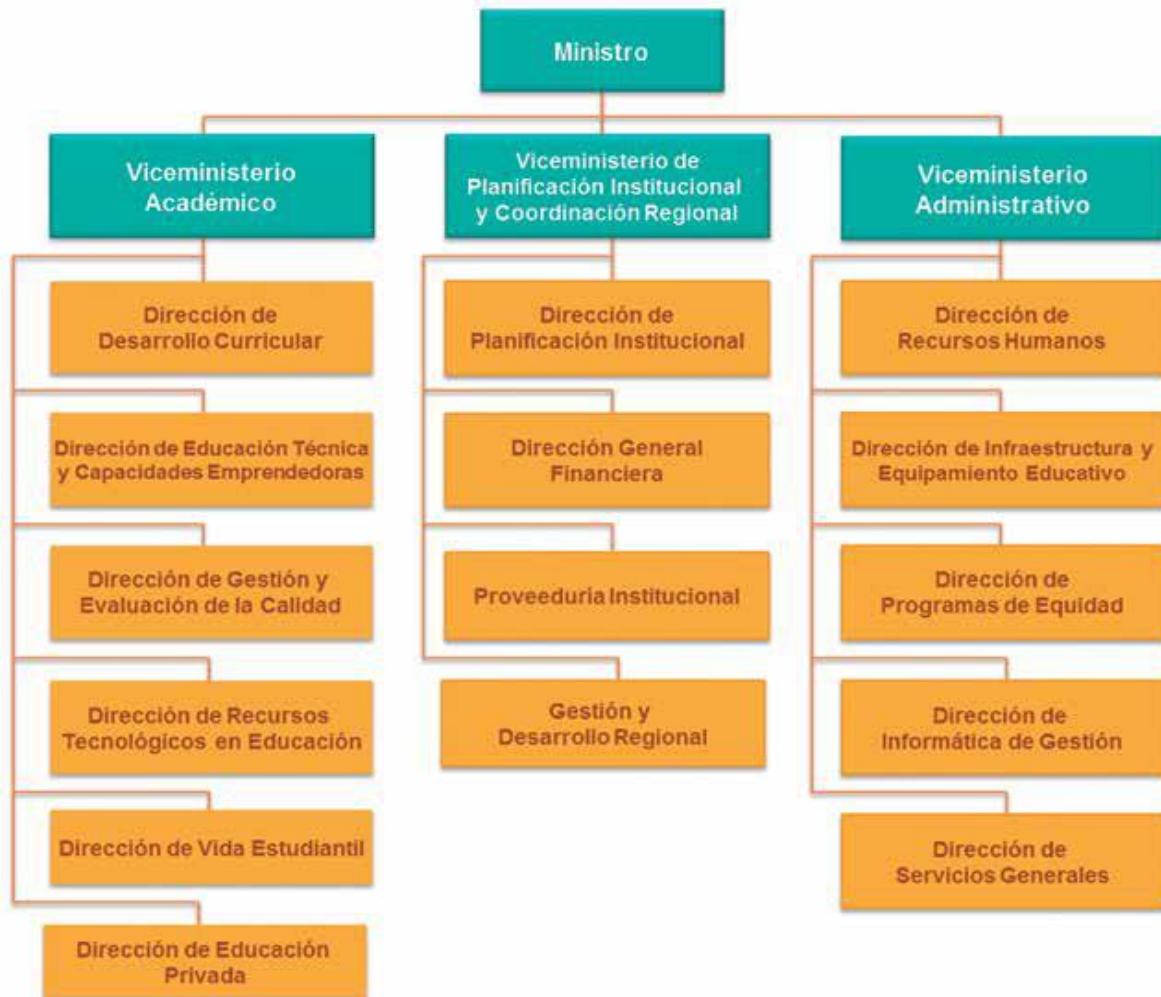 Ministro
Viceministerio
Académico
Dirección de
Desarrollo Curricular
Dirección de Educación Técnica
y Capacidades Emprendedoras
Dirección de Gestión y
Evaluación de la Calidad
Dirección de Recursos
Tecnológicos en Educación
Dirección de Vida Estudiantil
Dirección de Educación
Privada
Viceministerio de
Planificación Institucional
y Coordinación Regional
Dirección de
Planificación Institucional
Dirección General
Financiera
Proveeduría Institucional
Gestión y
Desarrollo Regional
Viceministerio
Administrativo
Dirección de
Recursos Humanos
Dirección de Infraestructura y
Equipamiento Educativo
Dirección de
Programas de Equidad
Dirección de
Informática de Gestión
Dirección de
Servicios Generales